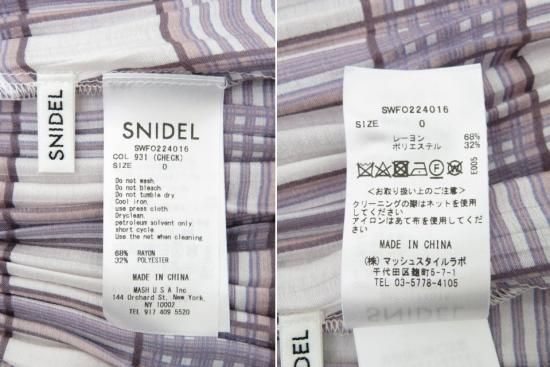 SNIDEL
SNIDEL
SWFO224016
COL 931 (CHECK)
SIZE 0
Do not wash.
Do not bleach
Do not tumble dry
Cool iron.
use press cloth
Dryclean.
petroleum solvent only
short cycle
Use the net when cleaning
68% RAYON
32% POLYESTER
MADE IN CHINA
MASH U S A Inc
144 Orchard St. New York,
NY 10002
TEL 917 409 5520
SWFO224016
SIZE 0
レーヨン 68%
ポリエステル 32%
E005
<お取り扱い上のご注意>
クリーニングの際はネットを使用
してください
アイロンはあて布を使用してくだ
さい
MADE IN CHINA
(株)マッシュスタイルラボ
千代田区麹町5-7-1
TEL 03-5778-4105
SNIDEL